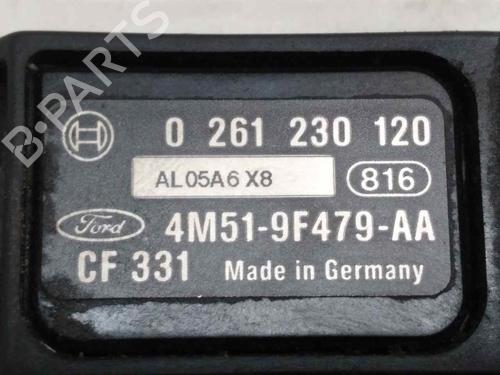 B-PARTS
0 261 230 120
AL05A6 X8
816
Ford
4M51-9F479-AA
CF 331
Made in Germany